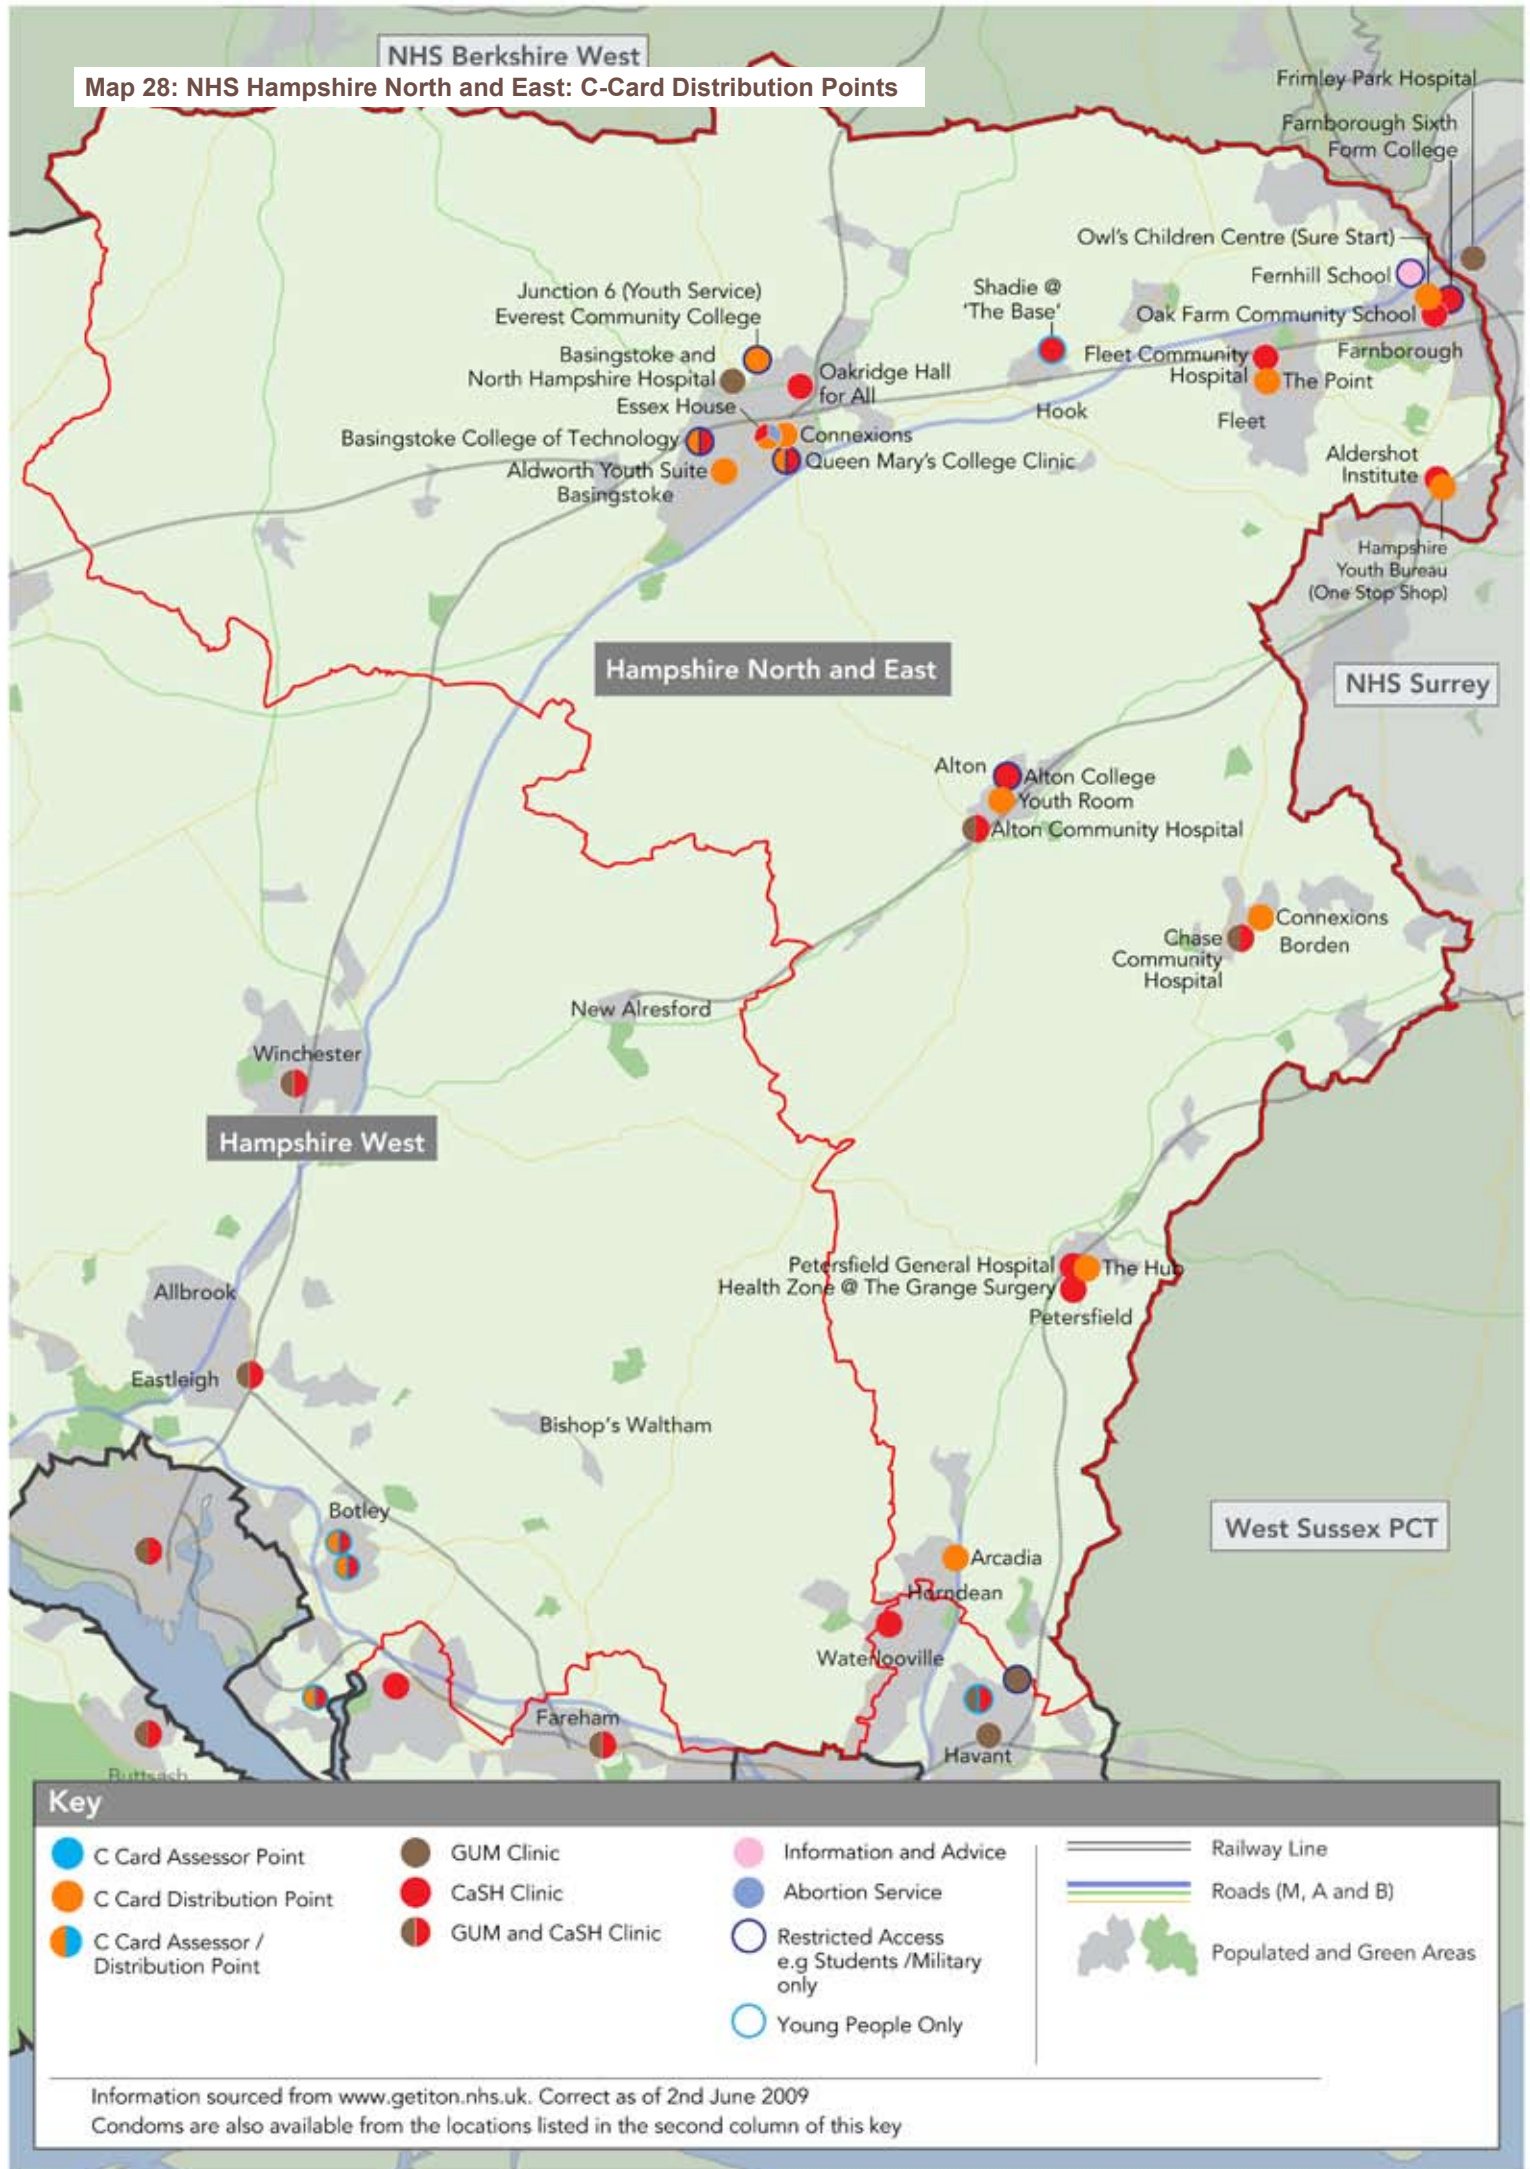 NHS Berkshire West
Map 28: NHS Hampshire North and East: C-Card Distribution Points
Frimley Park Hospital
Farnborough Sixth
Form College
Owl's Children Centre (Sure Start)
Fernhill School
Oak Farm Community School
Farnborough
Shadie @
'The Base'
Junction 6 (Youth Service)
Everest Community College
Basingstoke and
North Hampshire Hospital
Oakridge Hall
for All
Essex House
Connexions
Basingstoke College of Technology
Queen Mary's College Clinic
Aldworth Youth Suite
Basingstoke
Fleet Community
Hospital
The Point
Hook
Fleet
Aldershot
Institute
Hampshire
Youth Bureau
(One Stop Shop)
Hampshire North and East
NHS Surrey
Alton
Alton College
Youth Room
Alton Community Hospital
Connexions
Borden
Chase
Community
Hospital
New Alresford
Winchester
Hampshire West
Petersfield General Hospital
The Hub
Health Zone @ The Grange Surgery
Petersfield
Allbrook
Eastleigh
Bishop's Waltham
Botley
West Sussex PCT
Arcadia
Horndean
Waterlooville
Fareham
Havant
Buttsash
Key
C Card Assessor Point
C Card Distribution Point
C Card Assessor /
Distribution Point
GUM Clinic
CaSH Clinic
GUM and CaSH Clinic
Information and Advice
Abortion Service
Restricted Access
e.g Students /Military
only
Young People Only
Railway Line
Roads (M, A and B)
Populated and Green Areas
Information sourced from www.getiton.nhs.uk. Correct as of 2nd June 2009
Condoms are also available from the locations listed in the second column of this key